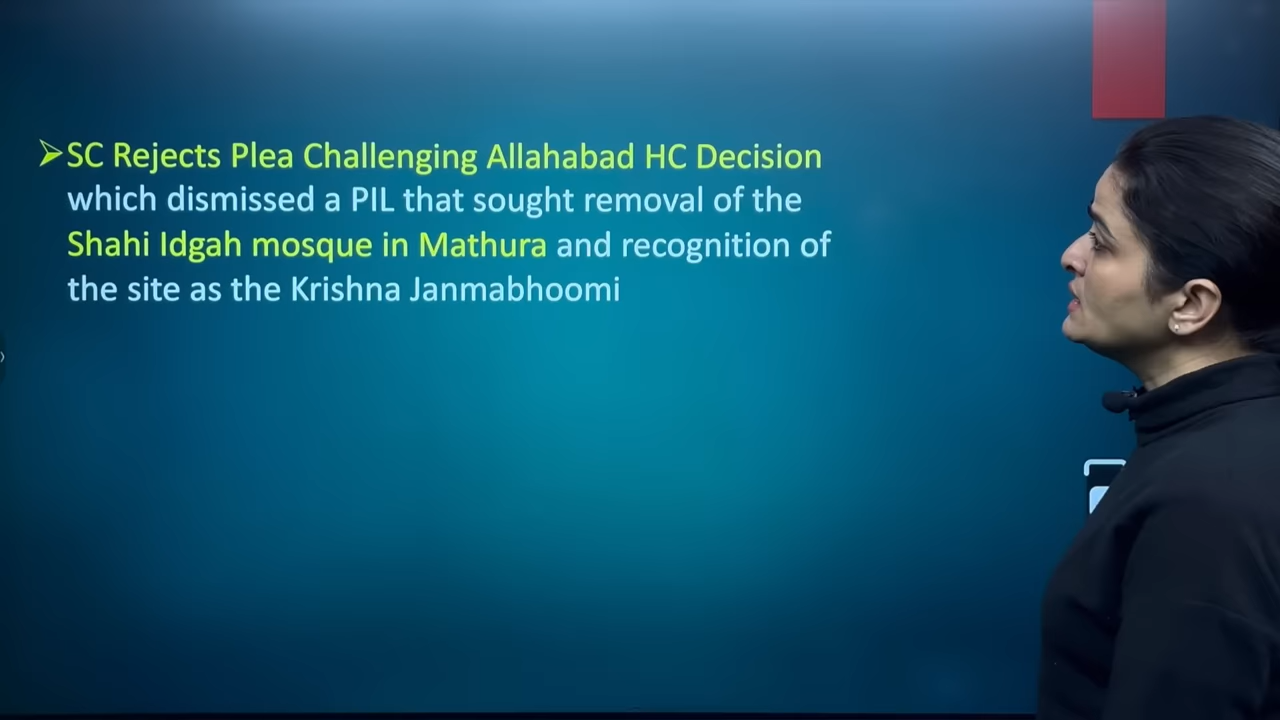 SC Rejects Plea Challenging Allahabad HC Decision
which dismissed a PIL that sought removal of the
Shahi Idgah mosque in Mathura and recognition of
the site as the Krishna Janmabhoomi